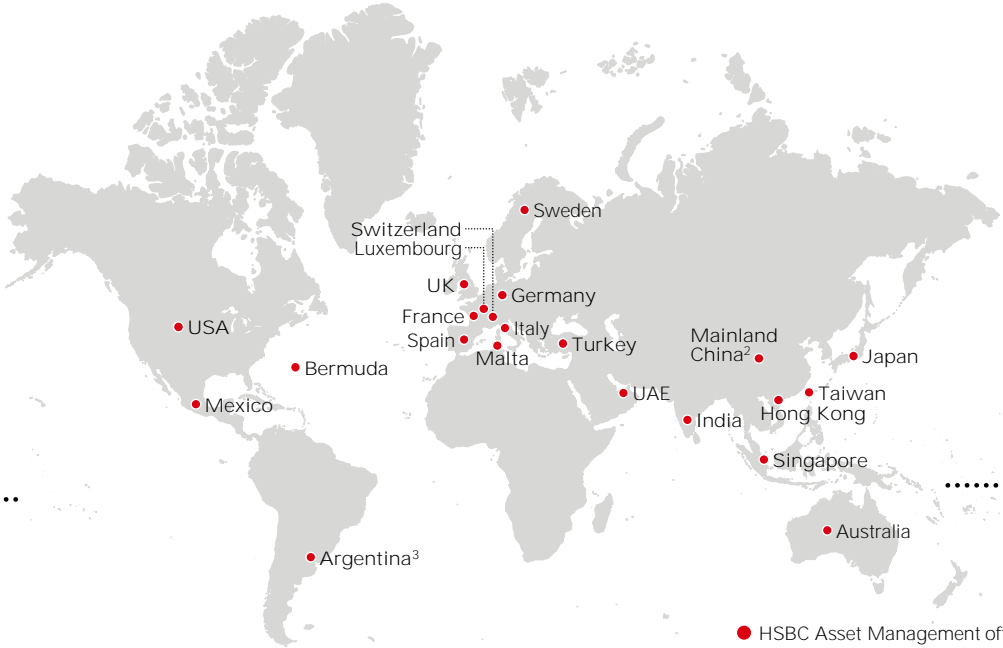 Sweden
Switzerland
Luxembourg
UK
Germany
France
Italy
USA
Spain
Malta
Turkey
Mainland
China²
Japan
Bermuda
Mexico
UAE
Taiwan
Hong Kong
India
Singapore
Australia
Argentina³
HSBC Asset Management of